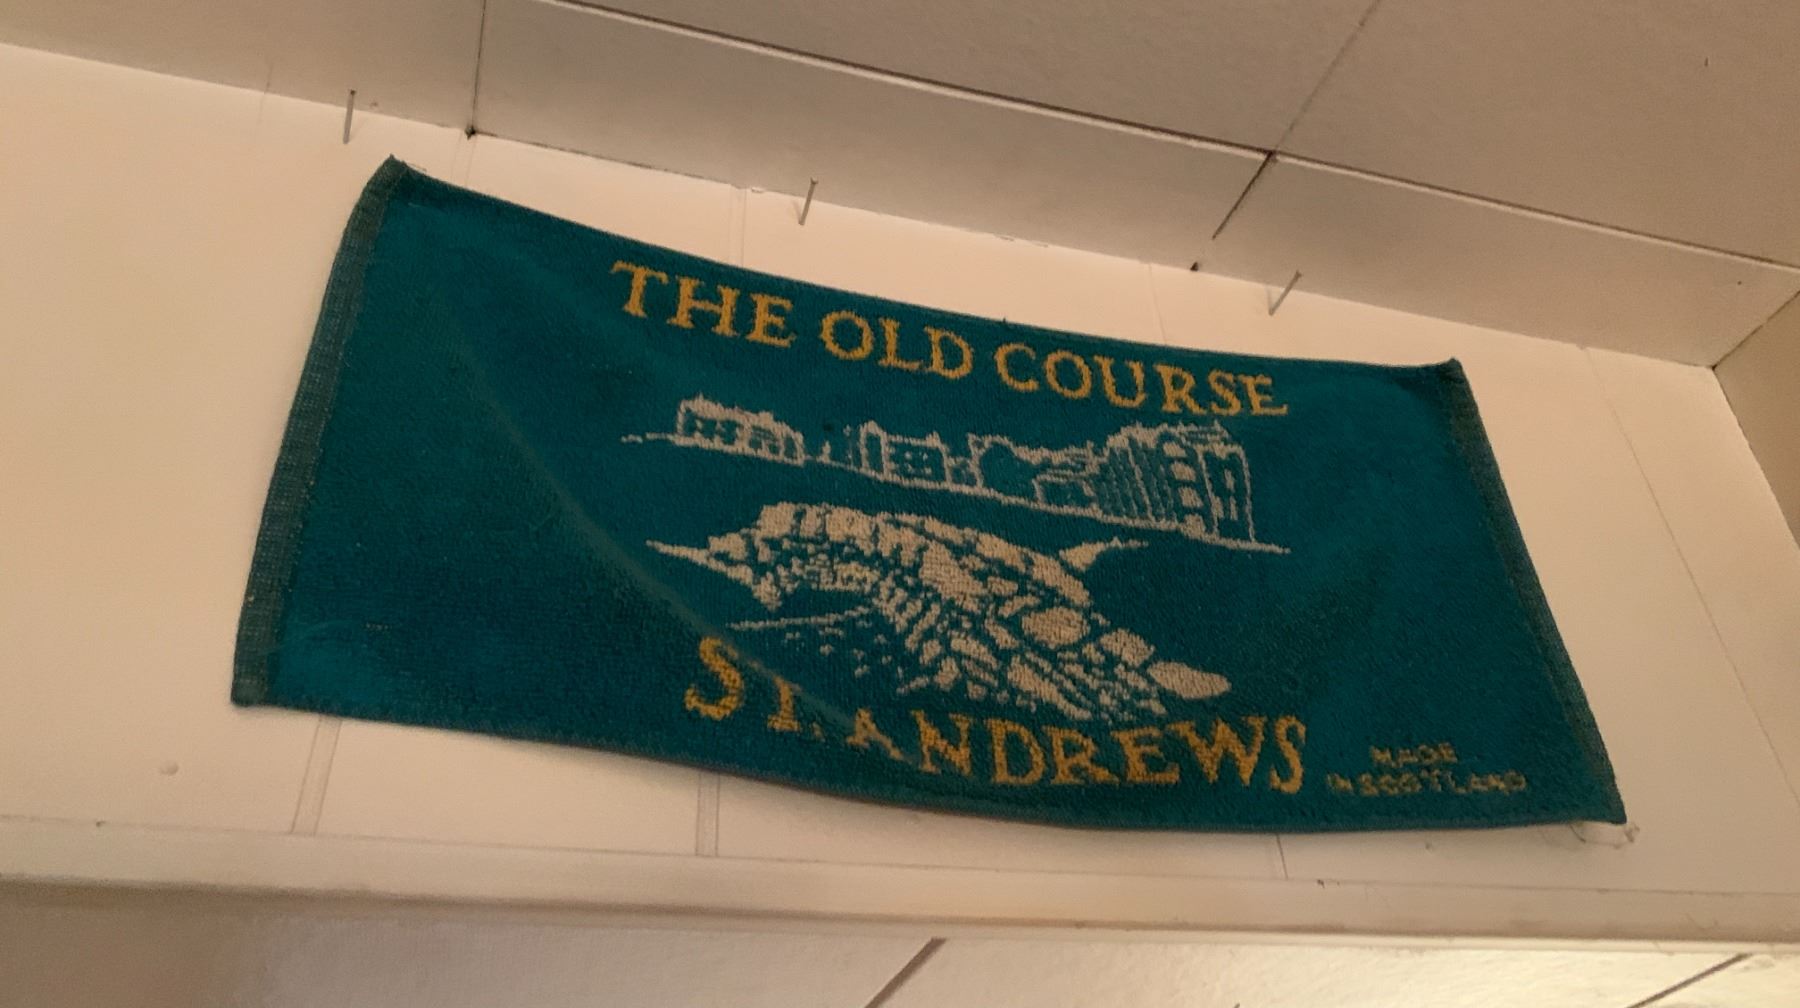 THE OLD COURSE
ST. ANDREWS
MADE
IN SCOTLAND